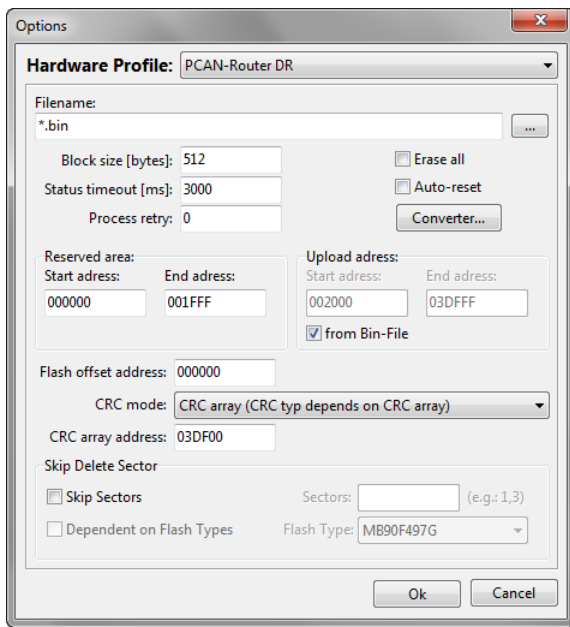 Options
Hardware Profile: PCAN-Router DR
Filename:
*.bin
...
Block size [bytes]: 512
Erase all
Status timeout [ms]: 3000
Auto-reset
Process retry: 0
Converter...
Reserved area:
Start adress: End adress:
000000 001FFF
Upload adress:
Start adress: End adress:
002000 03DFFF
from Bin-File
Flash offset address: 000000
CRC mode: CRC array (CRC typ depends on CRC array)
CRC array address: 03DF00
Skip Delete Sector
Skip Sectors Sectors: (e.g.: 1,3)
Dependent on Flash Types Flash Type: MB90F497G
Ok Cancel